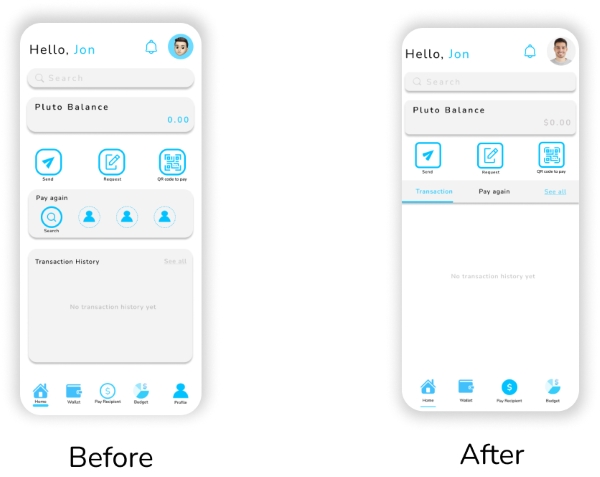 Hello, Jon
Search
Pluto Balance
0.00
Send Request QR code to pay
Pay again
Search
Transaction History See all
No transaction history yet
Home Wallet Pay Recipient Budget Profile
Before
Hello, Jon
Search
Pluto Balance
$0.00
Send Request QR code to pay
Transaction Pay again See all
No transaction history yet
Home Wallet Pay Recipient Budget
After